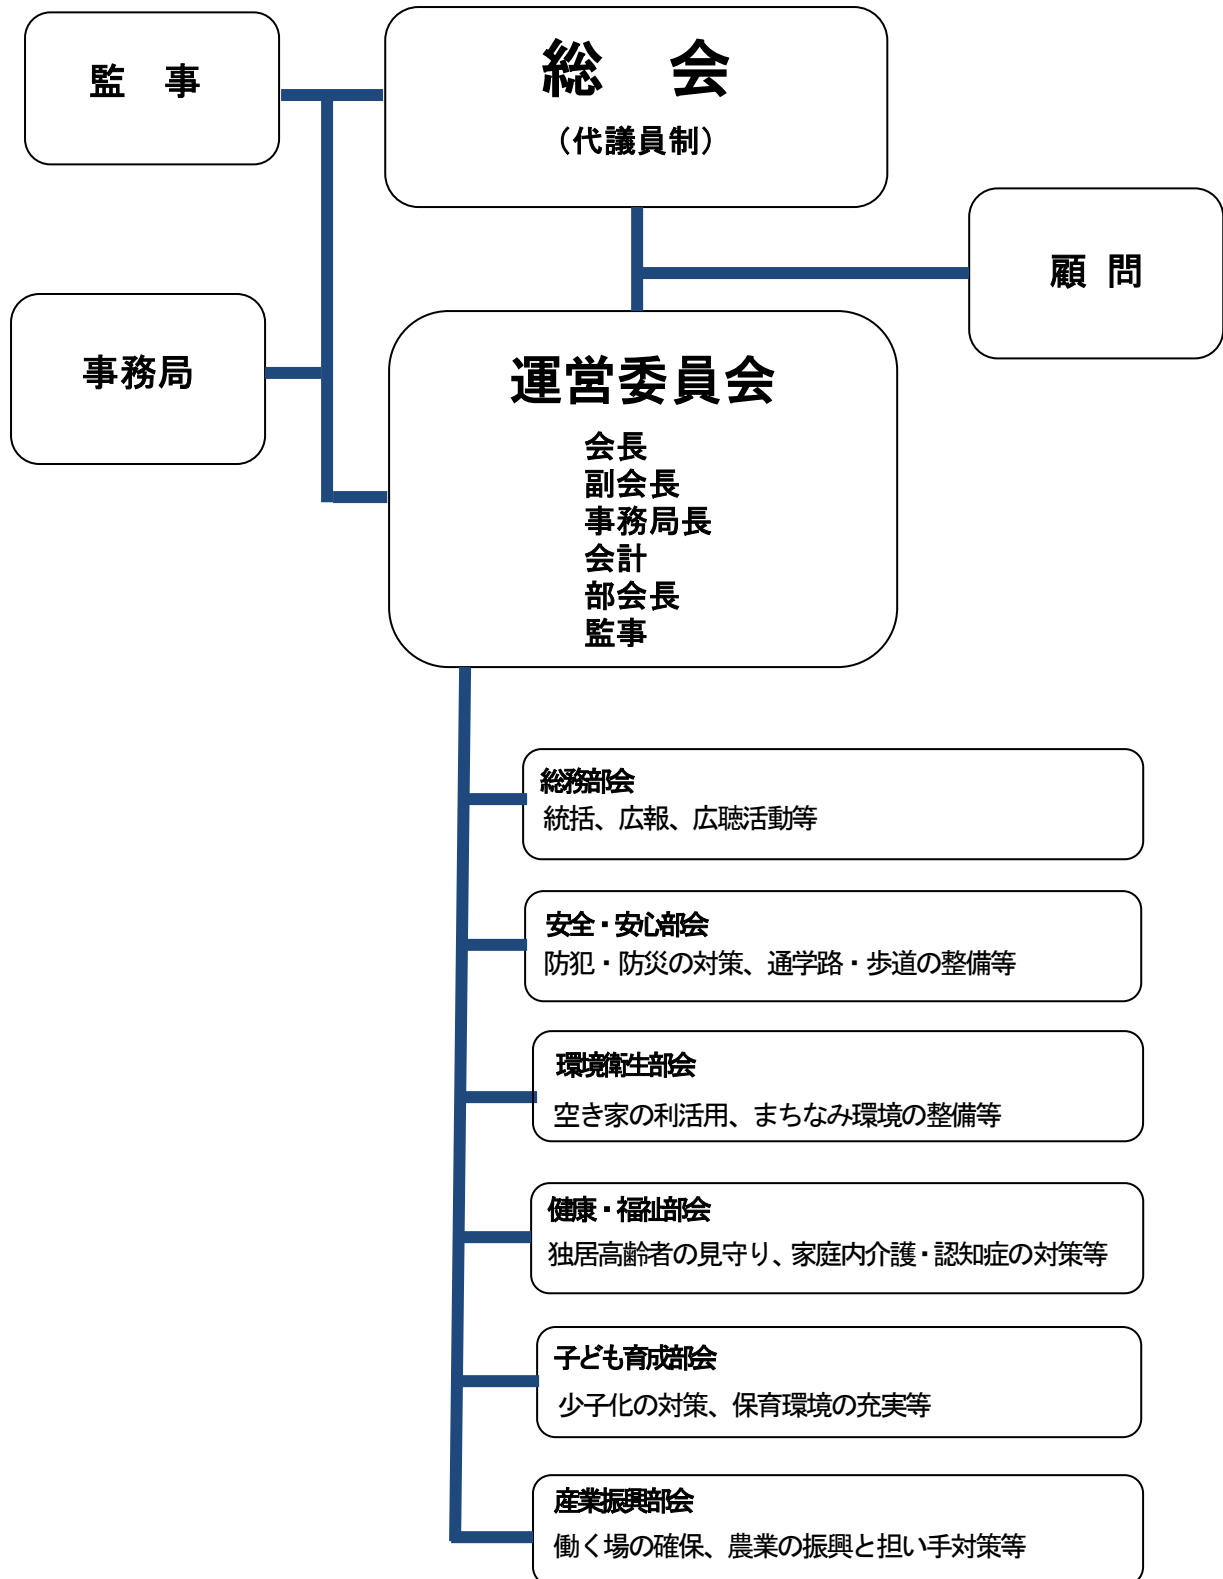 監　事
総　会
（代議員制）
顧 問
事務局
運営委員会
会長
副会長
事務局長
会計
部会長
監事
総務部会
統括、広報、広聴活動等
安全・安心部会
防犯・防災の対策、通学路・歩道の整備等
環境衛生部会
空き家の利活用、まちなみ環境の整備等
健康・福祉部会
独居高齢者の見守り、家庭内介護・認知症の対策等
子ども育成部会
少子化の対策、保育環境の充実等
産業振興部会
働く場の確保、農業の振興と担い手対策等